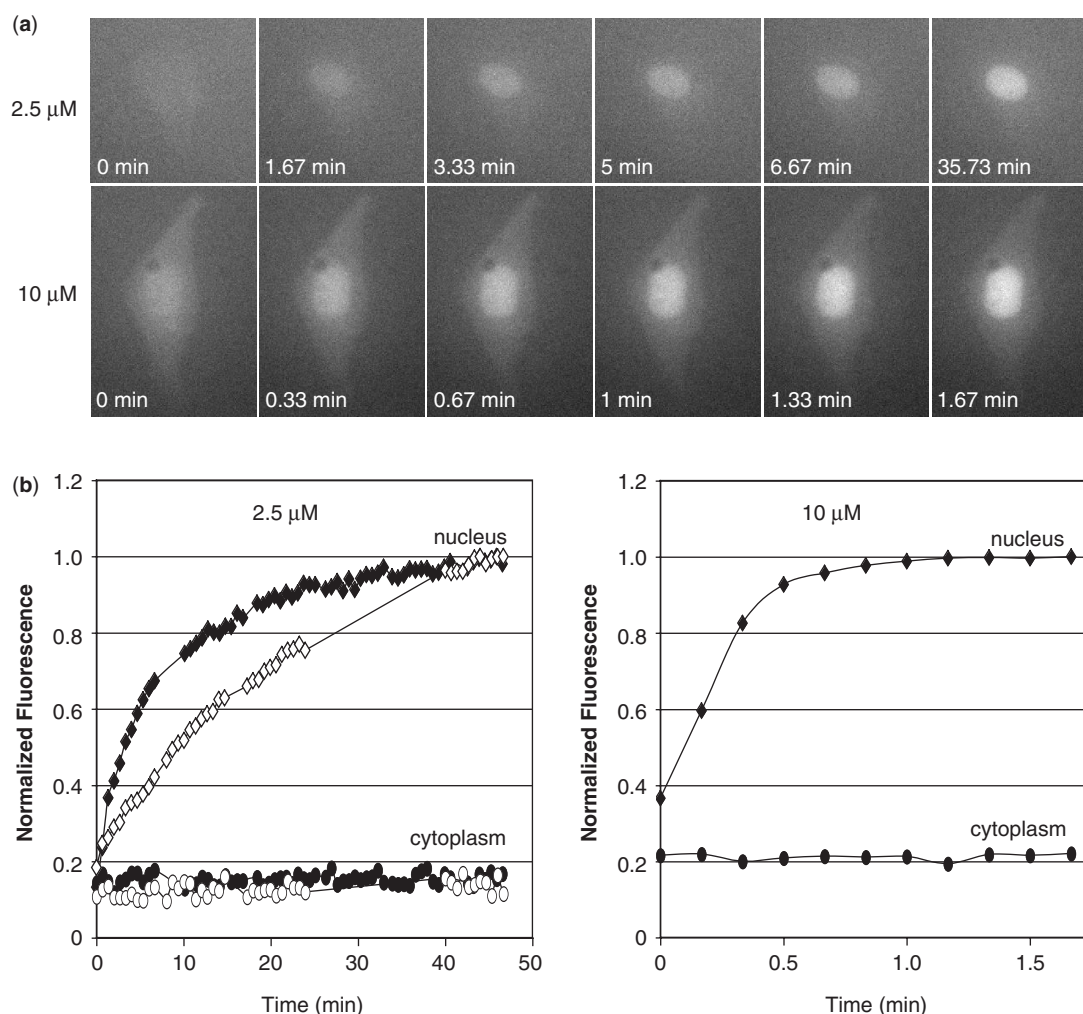 (a)
2.5 μM
0 min
1.67 min
3.33 min
5 min
6.67 min
35.73 min
10 μM
0 min
0.33 min
0.67 min
1 min
1.33 min
1.67 min
(b)
Normalized Fluorescence
1.2
1.0
0.8
0.6
0.4
0.2
0
2.5 μM
nucleus
cytoplasm
0 10 20 30 40 50
Time (min)
Normalized Fluorescence
1.2
1.0
0.8
0.6
0.4
0.2
0
10 μM
nucleus
cytoplasm
0 0.5 1.0 1.5
Time (min)